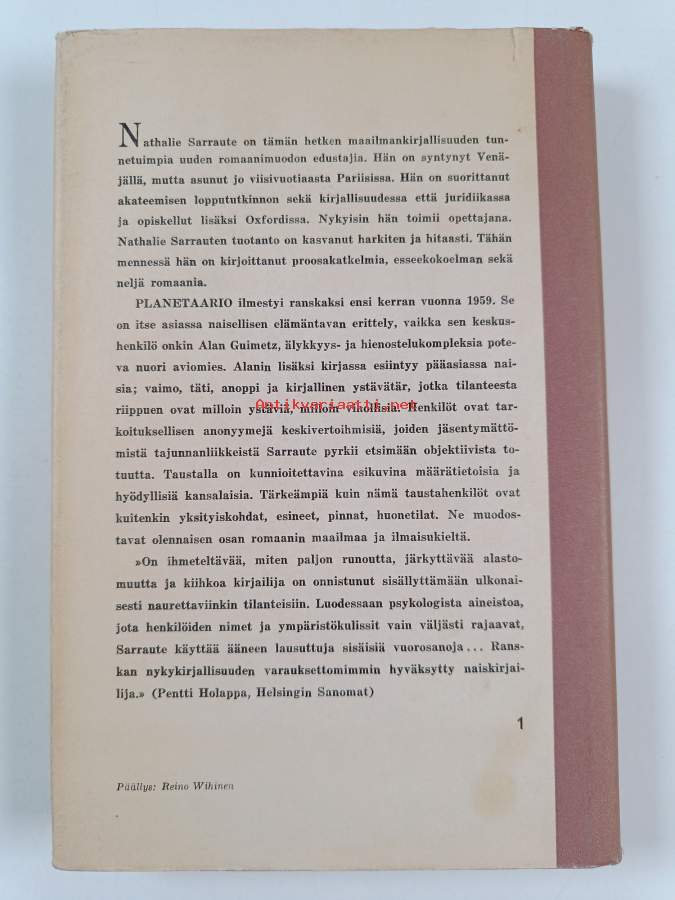 Nathalie Sarraute on tämän hetken maailmankirjallisuuden tun-
netuimpia uuden romaanimuodon edustajia. Hän on syntynyt Venä-
jällä, mutta asunut jo viisivuotiaasta Pariisissa. Hän on suorittanut
akateemisen lopputukinnon sekä kirjallisuudessa että juridiikassa
ja opiskellut lisäksi Oxfordissa. Nykyisin hän toimii opettajana.
Nathalie Sarrauten tuotanto on kasvanut harkiten ja hitaasti. Tähän
mennessä hän on kirjoittanut proosakatkelmia, esseekokoelman sekä
neljä romaania.
PLANETAARIO ilmestyi ranskaksi ensi kerran vuonna 1959. Se
on itse asiassa naisellisen elämäntavan erittely, vaikka sen keskus-
henkilö onkin Alan Guimetz, älykkyys- ja hienostelukompleksia pote-
va nuori aviomies. Alanin lisäksi kirjassa esiintyy pääasiassa nai-
sia; vaimo, täti, anoppi ja kirjallinen ystävätär, jotka tilanteesta
riippuen ovat milloin ystäviä, milloin vihollisia. Henkilöt ovat tar-
Antikvariaatti.net
koituksellisen anonyymejä keskivertoihmisiä, joiden jäsentymättö-
mistä tajunnanliikkeistä Sarraute pyrkii etsimään objektiivista to-
tuutta. Taustalla on kunnioitettavina esikuvina määrätietoisia ja
hyödyllisiä kansalaisia. Tärkeämpiä kuin nämä taustahenkilöt ovat
kuitenkin yksityiskohdat, esineet, pinnat, huonetilat. Ne muodos-
tavat olennaisen osan romaanin maailmaa ja ilmaisukieltä.
»On ihmeteltävää, miten paljon runoutta, järkyttävää alasto-
muutta ja kiihkoa kirjailija on onnistunut sisällyttämään ulkonai-
sesti naurettaviinkin tilanteisiin. Luodessaan psykologista aineistoa,
jota henkilöiden nimet ja ympäristökulissit vain väljästi rajaavat,
Sarraute käyttää ääneen lausuttuja sisäisiä vuorosanoja... Rans-
kan nykykirjallisuuden varauksettomimmin hyväksytty naiskirjai-
lija.» (Pentti Holappa, Helsingin Sanomat)
1
Päällys: Reino Wihinen